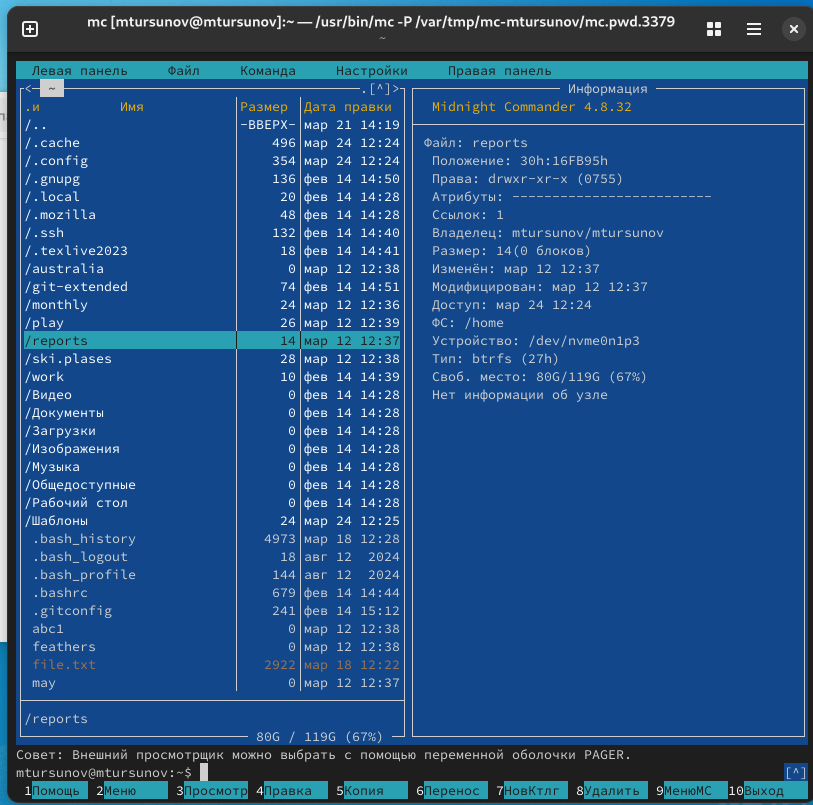 mc [mtursunov@mtursunov]:~ — /usr/bin/mc -P /var/tmp/mc-mtursunov/mc.pwd.3379
~
Левая панель Файл Команда Настройки Правая панель
<─ ~ .[^]>
.и Имя Размер Дата правки
/.. -ВВЕРХ- мар 21 14:19
/.cache 496 мар 24 12:24
/.config 354 мар 24 12:24
/.gnupg 136 фев 14 14:50
/.local 20 фев 14 14:28
/.mozilla 48 фев 14 14:28
/.ssh 132 фев 14 14:40
/.texlive2023 18 фев 14 14:41
/australia 0 мар 12 12:38
/git-extended 74 фев 14 14:51
/monthly 24 мар 12 12:36
/play 26 мар 12 12:39
/reports 14 мар 12 12:37
/ski.plases 28 мар 12 12:38
/work 10 фев 14 14:39
/Видео 0 фев 14 14:28
/Документы 0 фев 14 14:28
/Загрузки 0 фев 14 14:28
/Изображения 0 фев 14 14:28
/Музыка 0 фев 14 14:28
/Общедоступные 0 фев 14 14:28
/Рабочий стол 0 фев 14 14:28
/Шаблоны 24 мар 24 12:25
.bash_history 4973 мар 18 12:28
.bash_logout 18 авг 12 2024
.bash_profile 144 авг 12 2024
.bashrc 679 фев 14 14:44
.gitconfig 241 фев 14 15:12
abc1 0 мар 12 12:38
feathers 0 мар 12 12:38
file.txt 2922 мар 18 12:22
may 0 мар 12 12:37
/reports
80G / 119G (67%)
Информация
Midnight Commander 4.8.32
Файл: reports
Положение: 30h:16FB95h
Права: drwxr-xr-x (0755)
Атрибуты: -------------------------
Ссылок: 1
Владелец: mtursunov/mtursunov
Размер: 14(0 блоков)
Изменён: мар 12 12:37
Модифицирован: мар 12 12:37
Доступ: мар 24 12:24
ФС: /home
Устройство: /dev/nvme0n1p3
Тип: btrfs (27h)
Своб. место: 80G/119G (67%)
Нет информации об узле
Совет: Внешний просмотрщик можно выбрать с помощью переменной оболочки PAGER.
mtursunov@mtursunov:~$ [^]
1Помощь 2Меню 3Просмотр 4Правка 5Копия 6Перенос 7НовКтлг 8Удалить 9МенюМС 10Выход